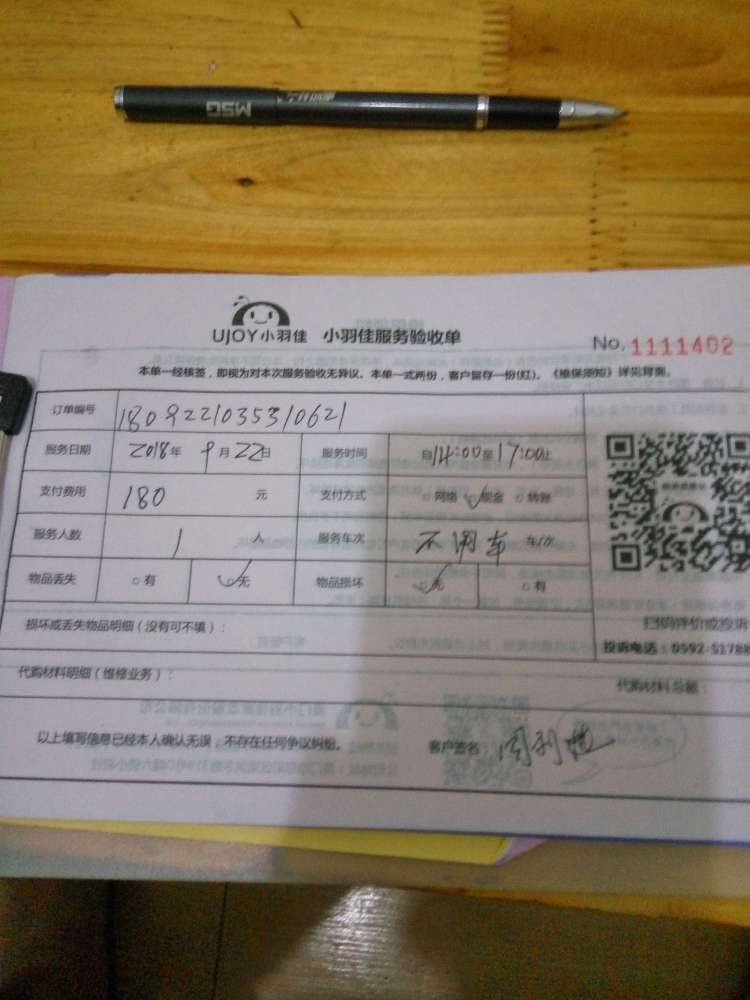 MSG
UJOY小羽佳 小羽佳服务验收单
No. 1111402
本单一经核签，即视为对本次服务验收无异议。本单一式两份，客户留存一份(红)。《维保须知》详见背面。
订单编号 180922103531062１
服务日期 2018年 9月 22日 服务时间 自14:00至17:00止
支付费用 180 元 支付方式 □网络 ✓现金 □转账
服务人数 1 人 服务车次 不调车 车/次
物品丢失 □有 ✓无 物品损坏 ✓无 □有
损坏或丢失物品明细（没有可不填）：
扫码评价或投诉
投诉电话：0592-51788
代购材料明细（维修业务）：
代购材料总额：
以上填写信息已经本人确认无误，不存在任何争议纠纷。 客户签名：